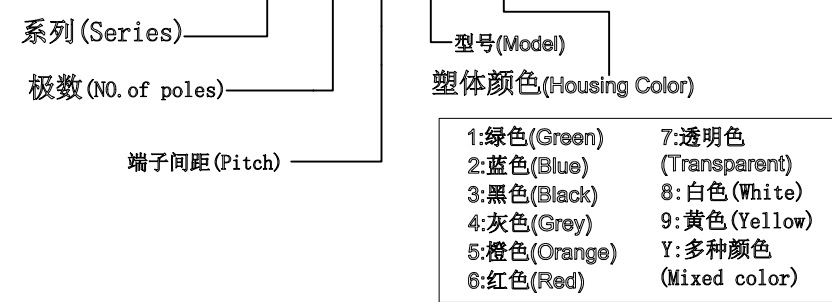 系列(Series)
型号(Model)
极数(NO.of poles)
塑体颜色(Housing Color)
端子间距(Pitch)
1:绿色(Green)
2:蓝色(Blue)
3:黑色(Black)
4:灰色(Grey)
5:橙色(Orange)
6:红色(Red)
7:透明色
(Transparent)
8:白色(White)
9:黄色(Yellow)
Y:多种颜色
(Mixed color)